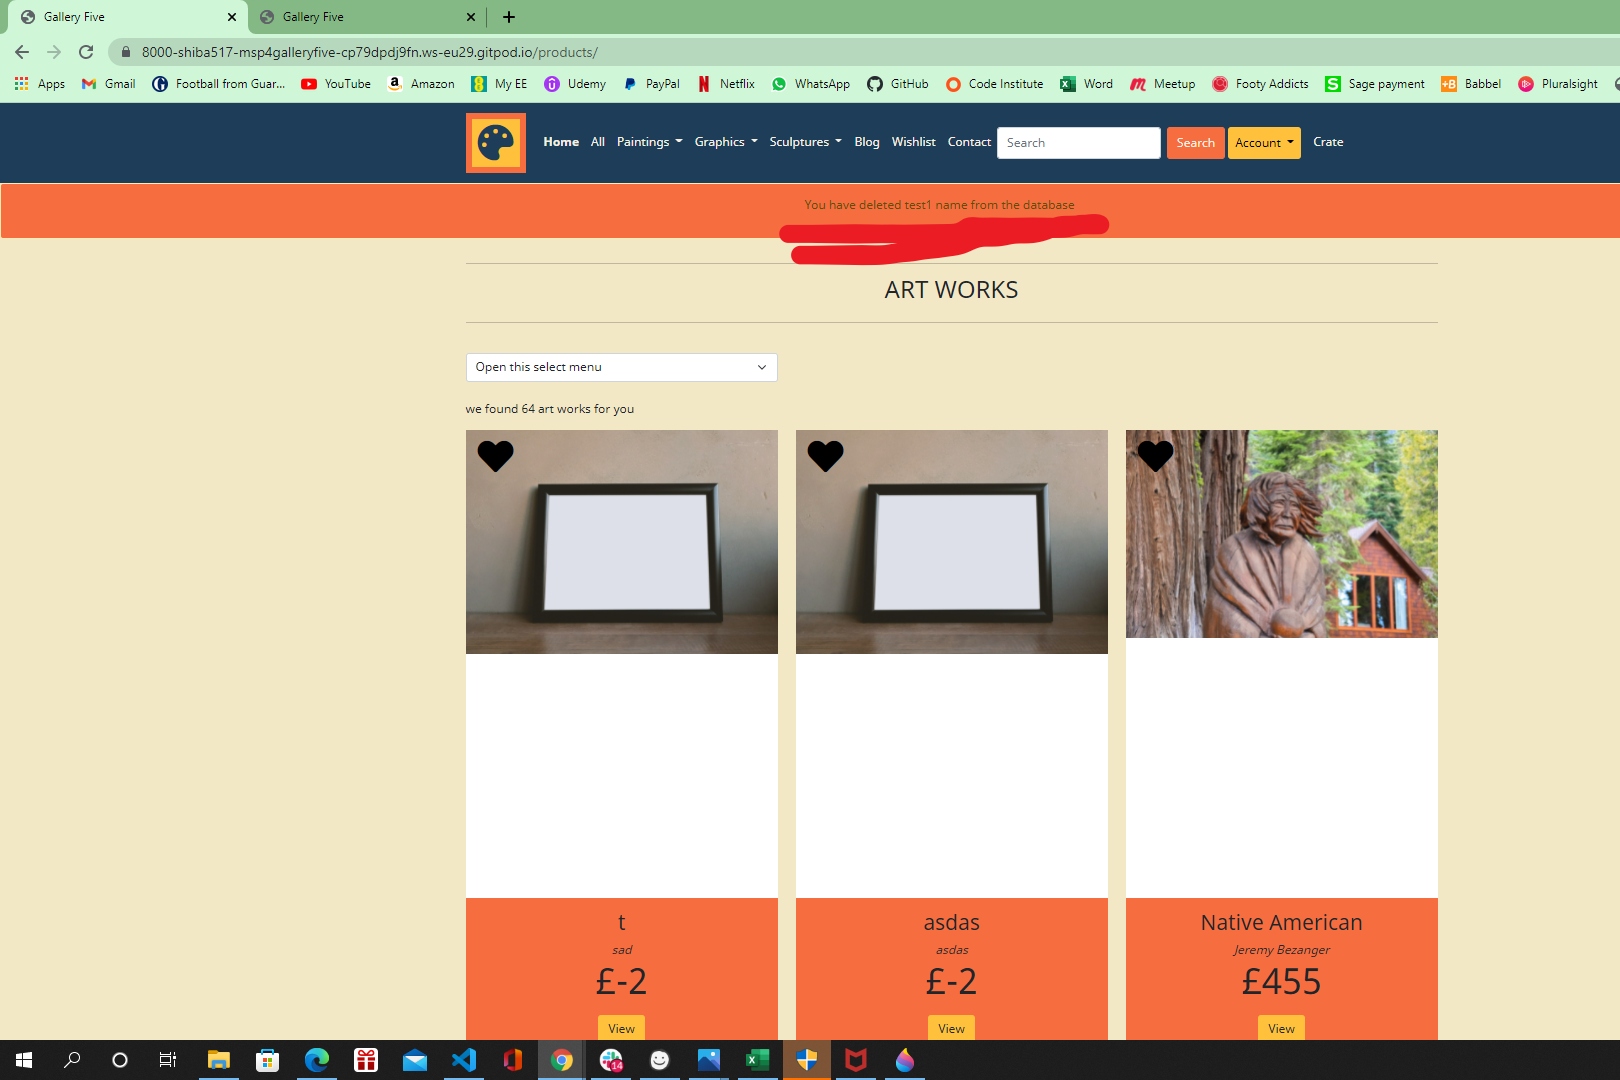 Gallery Five
Gallery Five
8000-shiba517-msp4galleryfive-cp79dpdj9fn.ws-eu29.gitpod.io/products/
Apps Gmail Football from Guar... YouTube Amazon My EE Udemy PayPal Netflix WhatsApp GitHub Code Institute Word Meetup Footy Addicts Sage payment Babbel Pluralsight
Home All Paintings Graphics Sculptures Blog Wishlist Contact Search Search Account Crate
You have deleted test1 name from the database
ART WORKS
Open this select menu
we found 64 art works for you
t
sad
£-2
View
asdas
asdas
£-2
View
Native American
Jeremy Bezanger
£455
View
14